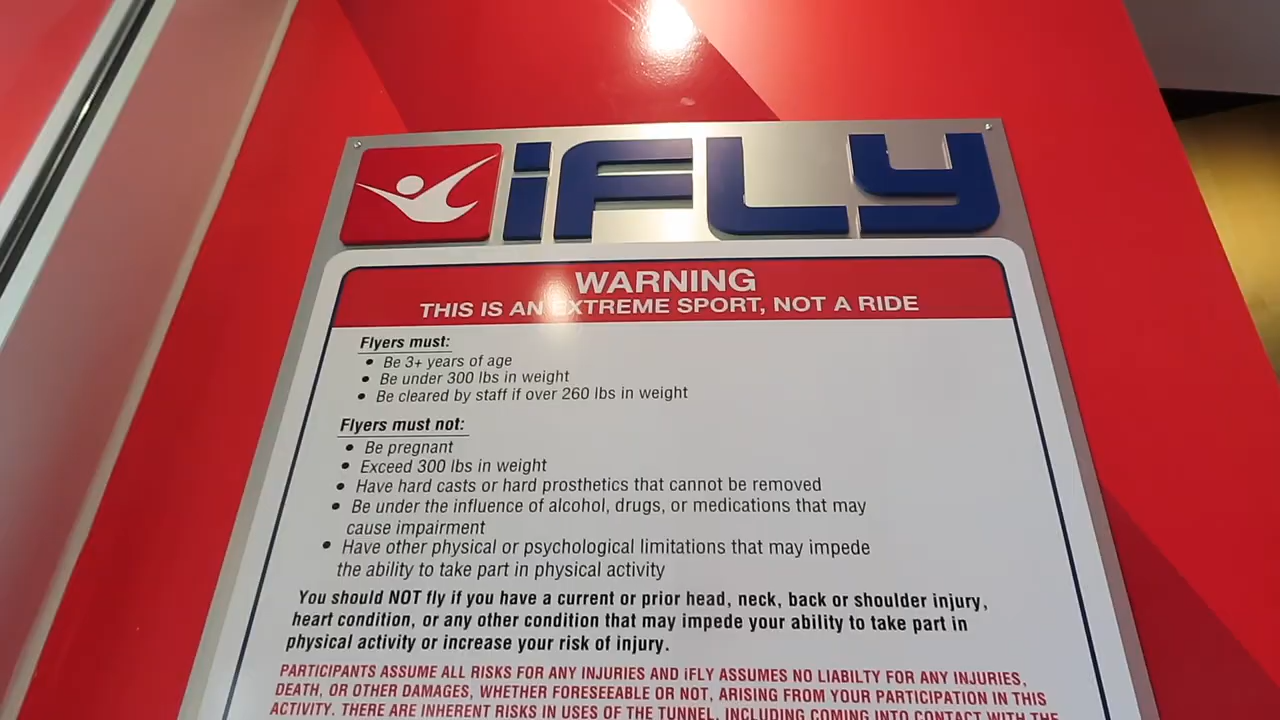 iFLY
WARNING
THIS IS AN EXTREME SPORT, NOT A RIDE
Flyers must:
• Be 3+ years of age
• Be under 300 lbs in weight
• Be cleared by staff if over 260 lbs in weight
Flyers must not:
• Be pregnant
• Exceed 300 lbs in weight
• Have hard casts or hard prosthetics that cannot be removed
• Be under the influence of alcohol, drugs, or medications that may
cause impairment
• Have other physical or psychological limitations that may impede
the ability to take part in physical activity
You should NOT fly if you have a current or prior head, neck, back or shoulder injury,
heart condition, or any other condition that may impede your ability to take part in
physical activity or increase your risk of injury.
PARTICIPANTS ASSUME ALL RISKS FOR ANY INJURIES AND iFLY ASSUMES NO LIABILTY FOR ANY INJURIES,
DEATH, OR OTHER DAMAGES, WHETHER FORESEEABLE OR NOT, ARISING FROM YOUR PARTICIPATION IN THIS
ACTIVITY. THERE ARE INHERENT RISKS IN USES OF THE TUNNEL, INCLUDING COMING INTO CONTACT WITH THE